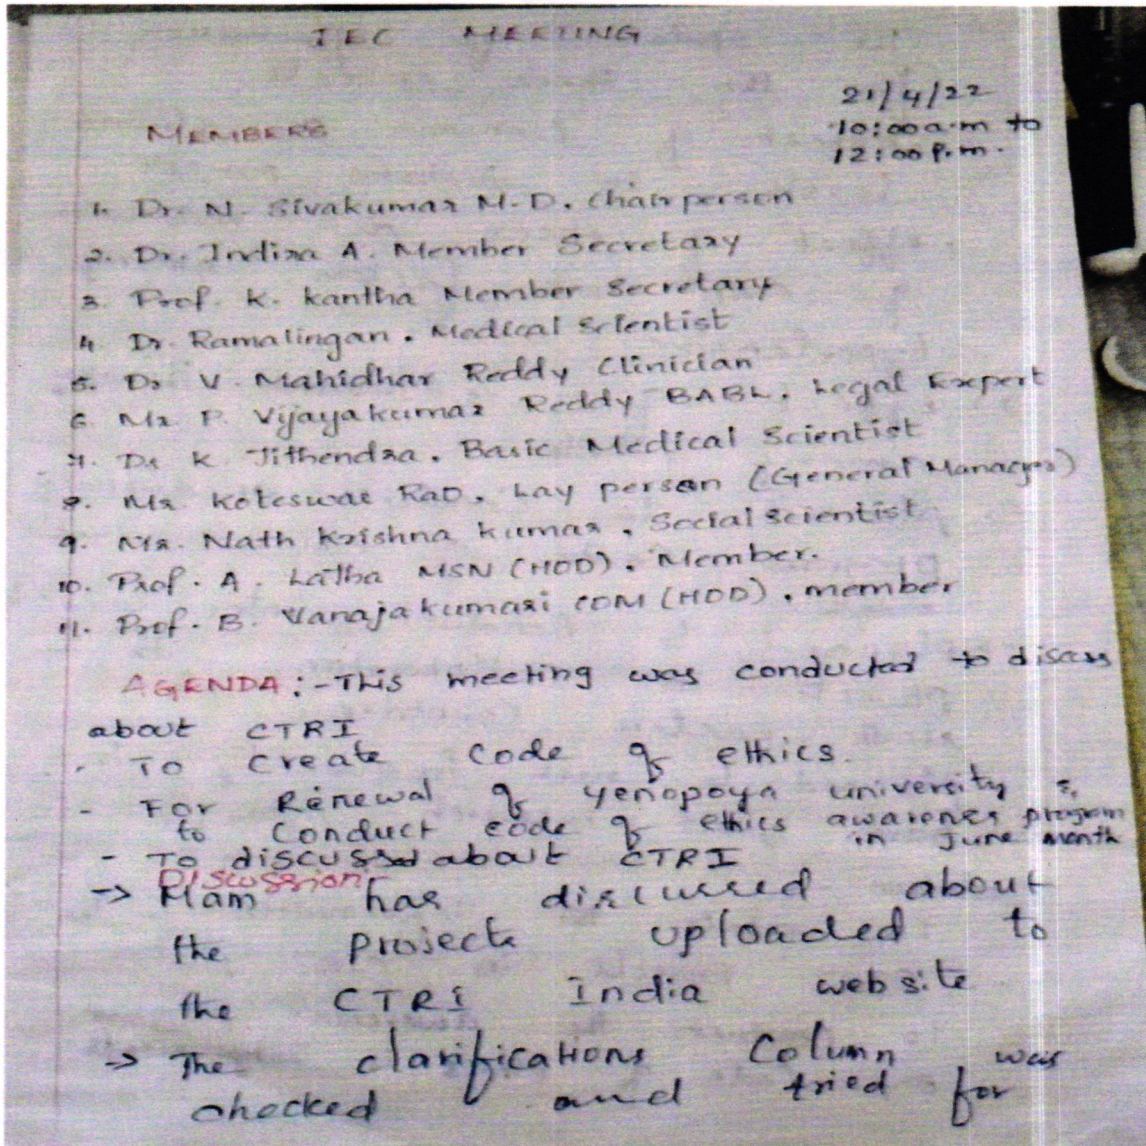 IEC MEETING
21/4/22
MEMBERS
10:00 a.m to
12:00 P.m.
1. Dr. N. Sivakumar M.D. Chairperson
2. Dr. Indira A. Member Secretary
3. Prof. K. Kantha Member Secretary
4. Dr. Ramalingan. Medical Scientist
5. Dr V. Mahidhar Reddy Clinician
6. Mr. P. Vijayakumar Reddy BABL, Legal Expert
7. Dr K. Jithendra. Basic Medical Scientist
8. Mr. Koteswar Rao, Lay person (General Manager)
9. Mr. Nath Krishna Kumar, Social Scientist
10. Prof. A. Latha MSN (HOD). Member.
11. Prof. B. Vanajakumari COM (HOD). member
AGENDA:- This meeting was conducted to discuss
about CTRI
- To create code of ethics.
- For Renewal of yenopoya university &
to conduct code of ethics awarenes program
in June month
- To discussed about CTRI
Discussion:-
→ Mam has discussed about
the projects uploaded to
the CTRI India website
→ The clarifications Column was
checked and tried for